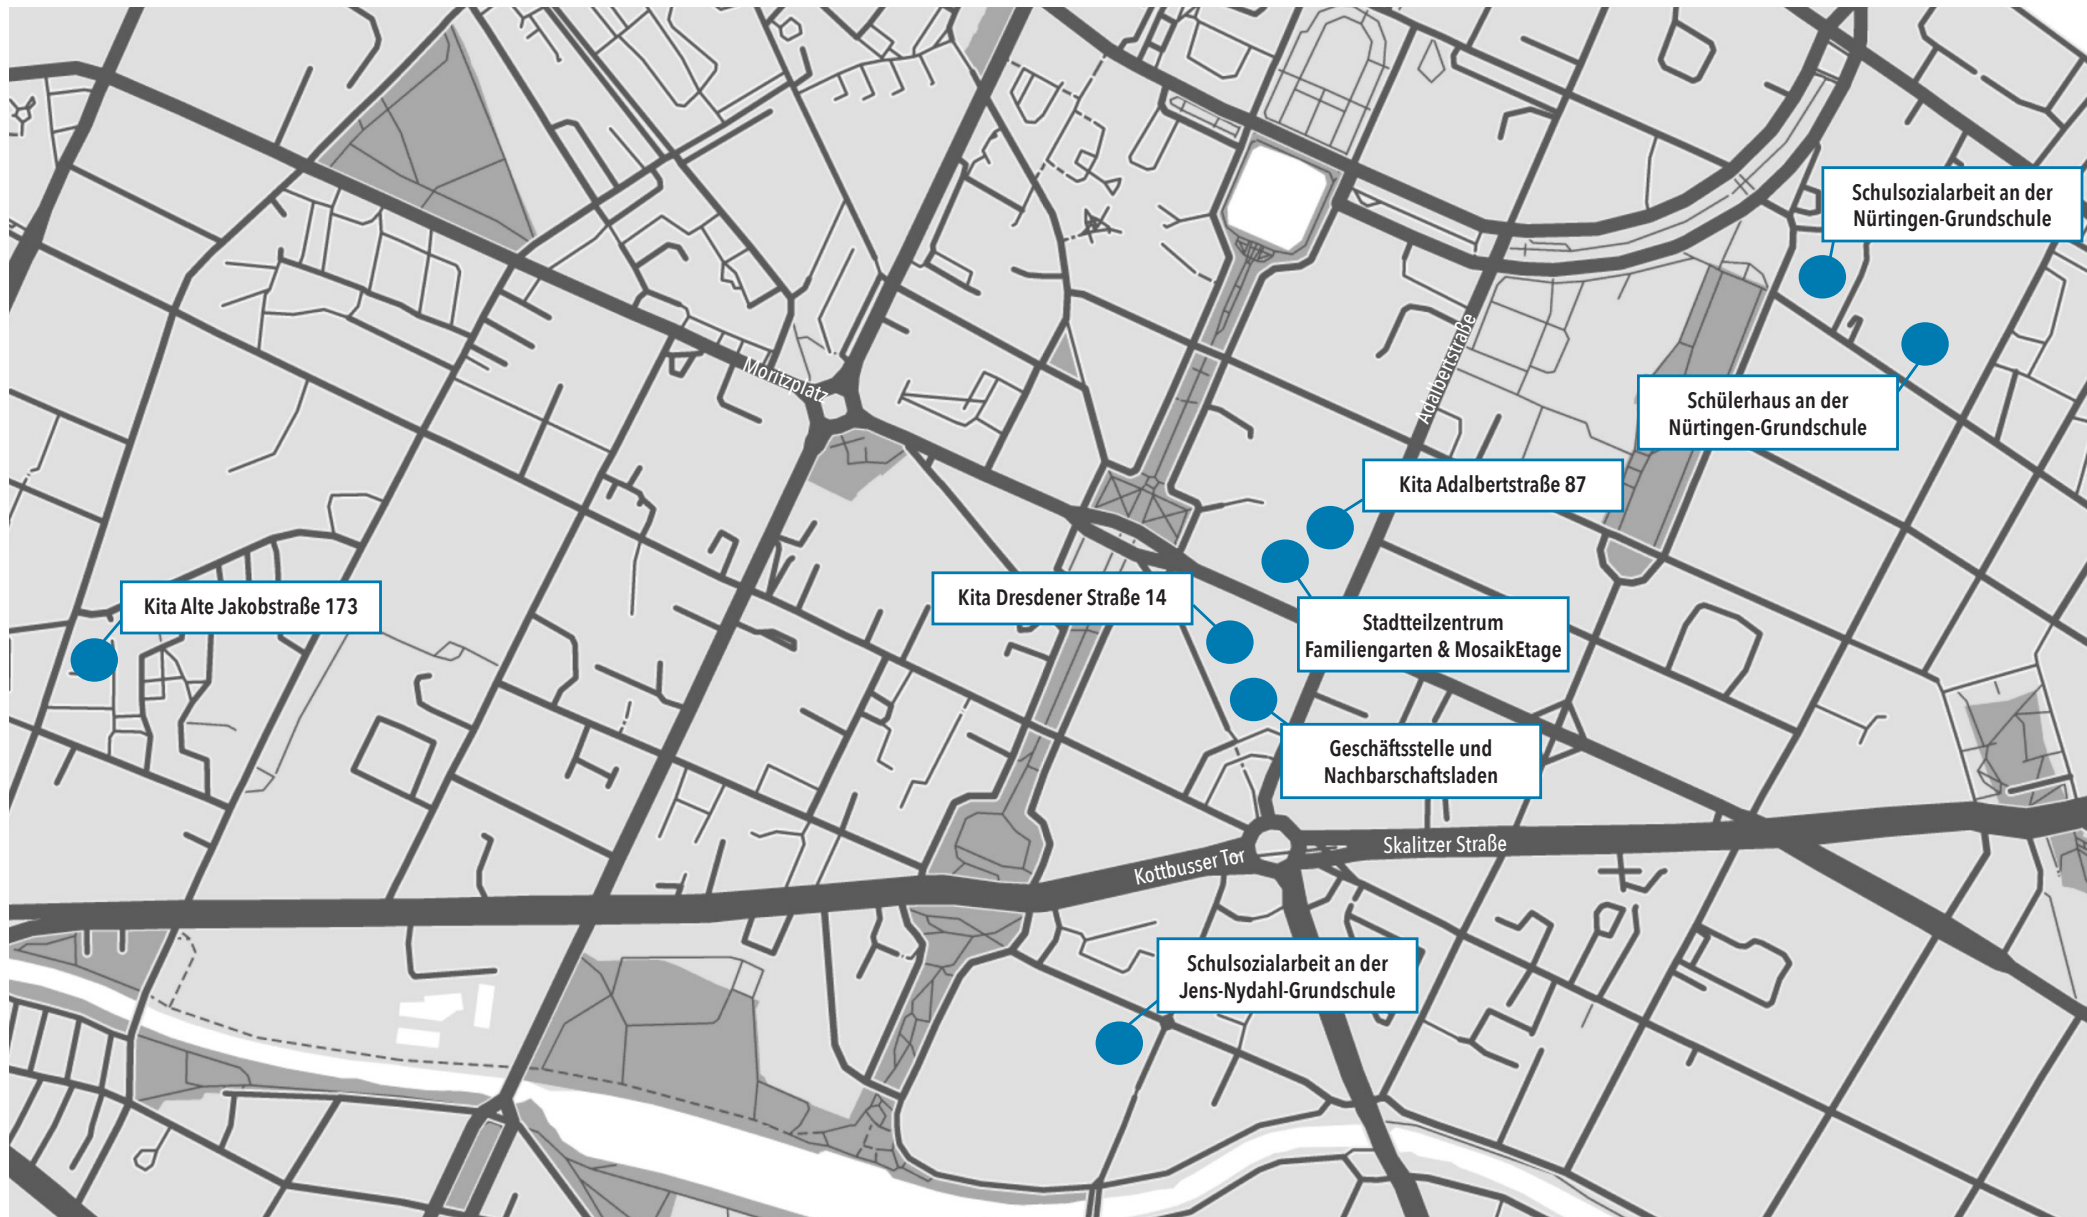 Schulsozialarbeit an der
Nürtingen-Grundschule
Moritzplatz
Adalbertstraße
Schülerhaus an der
Nürtingen-Grundschule
Kita Adalbertstraße 87
Kita Alte Jakobstraße 173
Kita Dresdener Straße 14
Stadtteilzentrum
Familiengarten & MosaikEtage
Geschäftsstelle und
Nachbarschaftsladen
Kottbusser Tor
Skalitzer Straße
Schulsozialarbeit an der
Jens-Nydahl-Grundschule